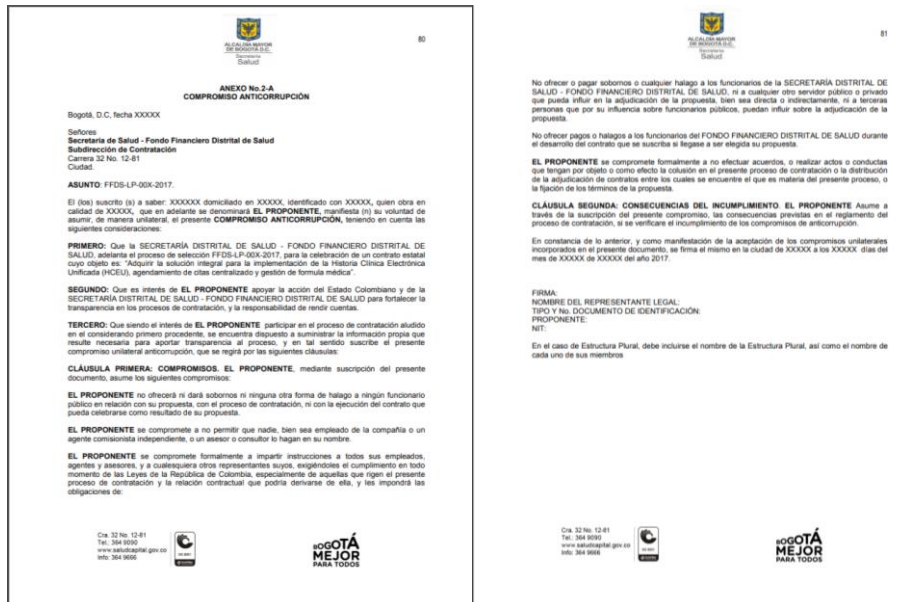 ALCALDÍA MAYOR
DE BOGOTÁ D.C.
Secretaría
Salud
80
ANEXO No.2-A
COMPROMISO ANTICORRUPCIÓN
Bogotá, D.C, fecha XXXXX
Señores
Secretaria de Salud - Fondo Financiero Distrital de Salud
Subdirección de Contratación
Carrera 32 No. 12-81
Ciudad.
ASUNTO: FFDS-LP-00X-2017.
El (los) suscrito (s) a saber: XXXXXX domiciliado en XXXXX, identificado con XXXXX, quien obra en
calidad de XXXXX, que en adelante se denominará EL PROPONENTE, manifiesta (n) su voluntad de
asumir, de manera unilateral, el presente COMPROMISO ANTICORRUPCIÓN, teniendo en cuenta las
siguientes consideraciones:
PRIMERO: Que la SECRETARÍA DISTRITAL DE SALUD - FONDO FINANCIERO DISTRITAL DE
SALUD, adelanta el proceso de selección FFDS-LP-00X-2017, para la celebración de un contrato estatal
cuyo objeto es: "Adquirir la solución integral para la implementación de la Historia Clínica Electrónica
Unificada (HCEU), agendamiento de citas centralizado y gestión de formula médica".
SEGUNDO: Que es interés de EL PROPONENTE apoyar la acción del Estado Colombiano y de la
SECRETARÍA DISTRITAL DE SALUD - FONDO FINANCIERO DISTRITAL DE SALUD para fortalecer la
transparencia en los procesos de contratación, y la responsabilidad de rendir cuentas.
TERCERO: Que siendo el interés de EL PROPONENTE participar en el proceso de contratación aludido
en el considerando primero procedente, se encuentra dispuesto a suministrar la información propia que
resulte necesaria para aportar transparencia al proceso, y en tal sentido suscribe el presente
compromiso unilateral anticorrupción, que se regirá por las siguientes cláusulas:
CLÁUSULA PRIMERA: COMPROMISOS. EL PROPONENTE, mediante suscripción del presente
documento, asume los siguientes compromisos:
EL PROPONENTE no ofrecerá ni dará sobornos ni ninguna otra forma de halago a ningún funcionario
público en relación con su propuesta, con el proceso de contratación, ni con la ejecución del contrato que
pueda celebrarse como resultado de su propuesta.
EL PROPONENTE se compromete a no permitir que nadie, bien sea empleado de la compañía o un
agente comisionista independiente, o un asesor o consultor lo hagan en su nombre.
EL PROPONENTE se compromete formalmente a impartir instrucciones a todos sus empleados,
agentes y asesores, y a cualesquiera otros representantes suyos, exigiéndoles el cumplimiento en todo
momento de las Leyes de la República de Colombia, especialmente de aquellas que rigen el presente
proceso de contratación y la relación contractual que podría derivarse de ella, y les impondrá las
obligaciones de:
Cra. 32 No. 12-81
Tel.: 364 9090
www.saludcapital.gov.co
Info: 364 9666
BOGOTÁ
MEJOR
PARA TODOS
ALCALDÍA MAYOR
DE BOGOTÁ D.C.
Secretaría
Salud
81
No ofrecer o pagar sobornos o cualquier halago a los funcionarios de la SECRETARÍA DISTRITAL DE
SALUD - FONDO FINANCIERO DISTRITAL DE SALUD, ni a cualquier otro servidor público o privado
que pueda influir en la adjudicación de la propuesta, bien sea directa o indirectamente, ni a terceras
personas que por su influencia sobre funcionarios públicos, puedan influir sobre la adjudicación de la
propuesta.
No ofrecer pagos o halagos a los funcionarios del FONDO FINANCIERO DISTRITAL DE SALUD durante
el desarrollo del contrato que se suscriba si llegase a ser elegida su propuesta.
EL PROPONENTE se compromete formalmente a no efectuar acuerdos, o realizar actos o conductas
que tengan por objeto o como efecto la colusión en el presente proceso de contratación o la distribución
de la adjudicación de contratos entre los cuales se encuentre el que es materia del presente proceso, o
la fijación de los términos de la propuesta.
CLÁUSULA SEGUNDA: CONSECUENCIAS DEL INCUMPLIMIENTO. EL PROPONENTE Asume a
través de la suscripción del presente compromiso, las consecuencias previstas en el reglamento del
proceso de contratación, si se verificare el incumplimiento de los compromisos de anticorrupción.
En constancia de lo anterior, y como manifestación de la aceptación de los compromisos unilaterales
incorporados en el presente documento, se firma el mismo en la ciudad de XXXXX a los XXXXX días del
mes de XXXXX de XXXXX del año 2017.
FIRMA:
NOMBRE DEL REPRESENTANTE LEGAL:
TIPO Y No. DOCUMENTO DE IDENTIFICACIÓN:
PROPONENTE:
NIT:
En el caso de Estructura Plural, debe incluirse el nombre de la Estructura Plural, así como el nombre de
cada uno de sus miembros
Cra. 32 No. 12-81
Tel.: 364 9090
www.saludcapital.gov.co
Info: 364 9666
BOGOTÁ
MEJOR
PARA TODOS